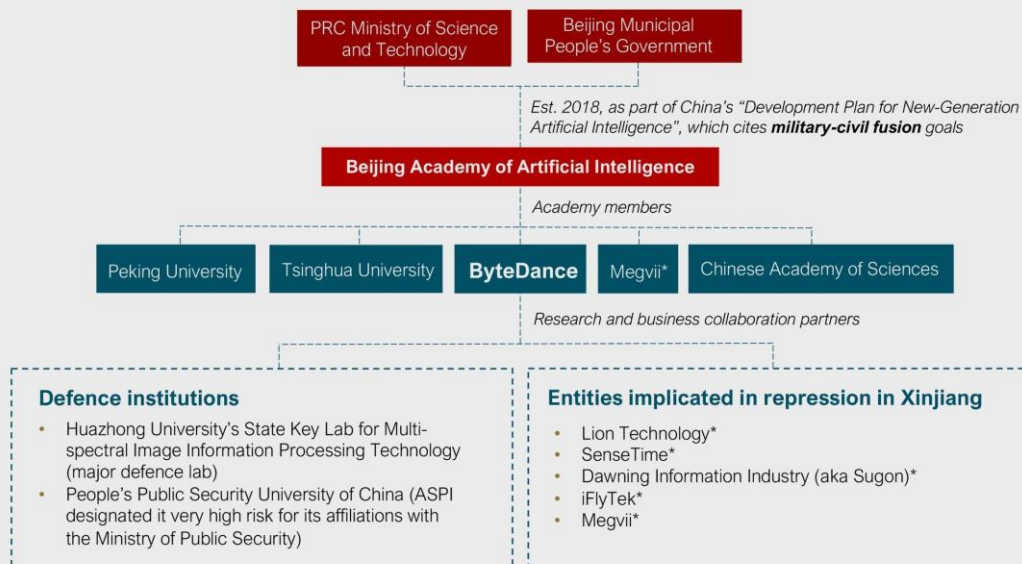 PRC Ministry of Science
and Technology
Beijing Municipal
People's Government
Est. 2018, as part of China's “Development Plan for New-Generation
Artificial Intelligence”, which cites military-civil fusion goals
Beijing Academy of Artificial Intelligence
Academy members
Peking University
Tsinghua University
ByteDance
Megvii*
Chinese Academy of Sciences
Research and business collaboration partners
Defence institutions
• Huazhong University's State Key Lab for Multi-
spectral Image Information Processing Technology
(major defence lab)
• People's Public Security University of China (ASPI
designated it very high risk for its affiliations with
the Ministry of Public Security)
Entities implicated in repression in Xinjiang
• Lion Technology*
• SenseTime*
• Dawning Information Industry (aka Sugon)*
• iFlyTek*
• Megvii*